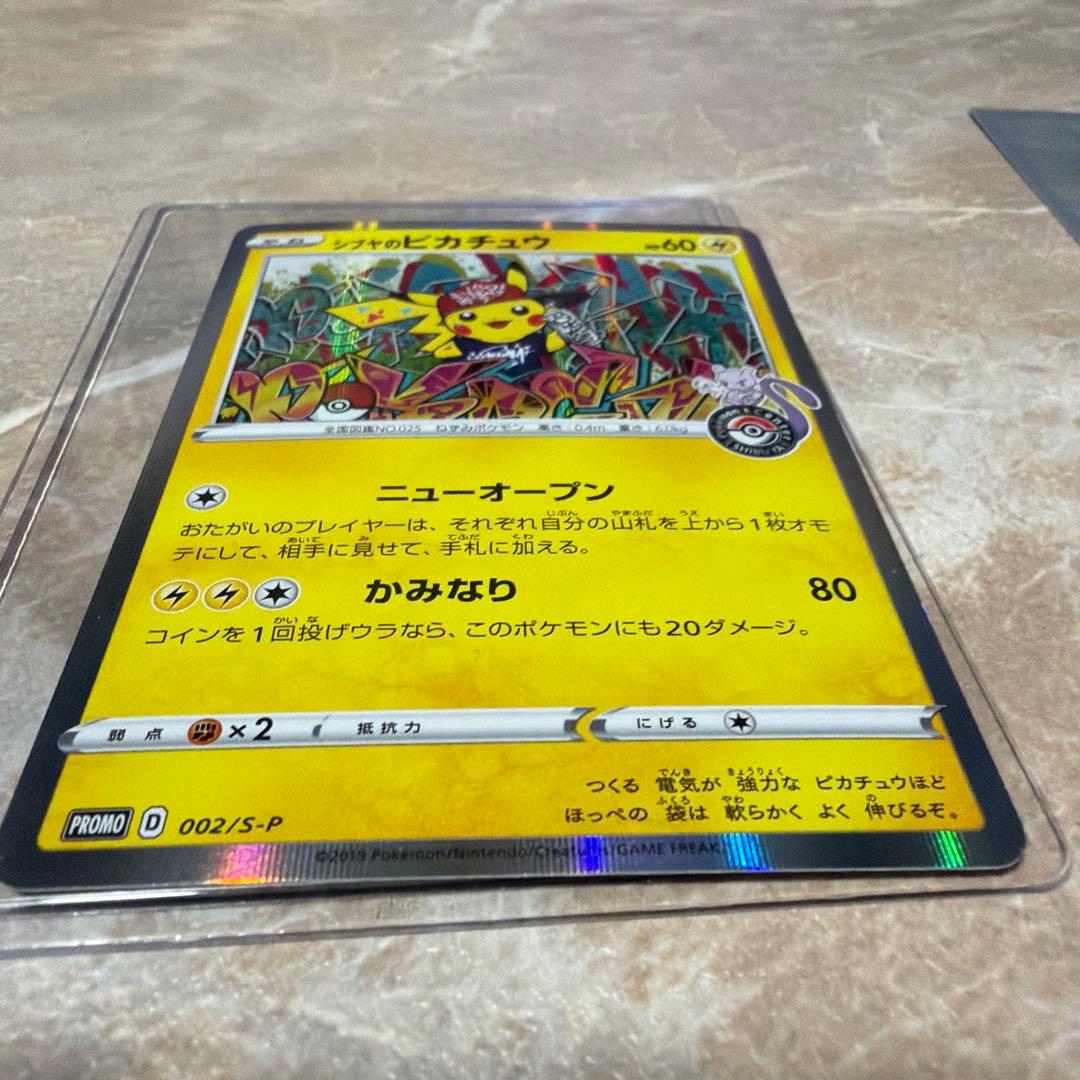 たね シブヤのピカチュウ HP60
全国図鑑NO.025 ねずみポケモン 高さ:0.4m 重さ:6.0kg
SHIBUYA
ニューオープン
おたがいのプレイヤーは、それぞれ自分の山札を上から1枚オモ
テにして、相手に見せて、手札に加える。
かみなり 80
コインを1回投げウラなら、このポケモンにも20ダメージ。
弱点 ×2 抵抗力 にげる
つくる 電気が 強力な ピカチュウほど
ほっぺの 袋は 軟らかく よく 伸びるぞ。
PROMO D 002/S-P
©2019 Pokémon/Nintendo/Creatures/GAME FREAK.